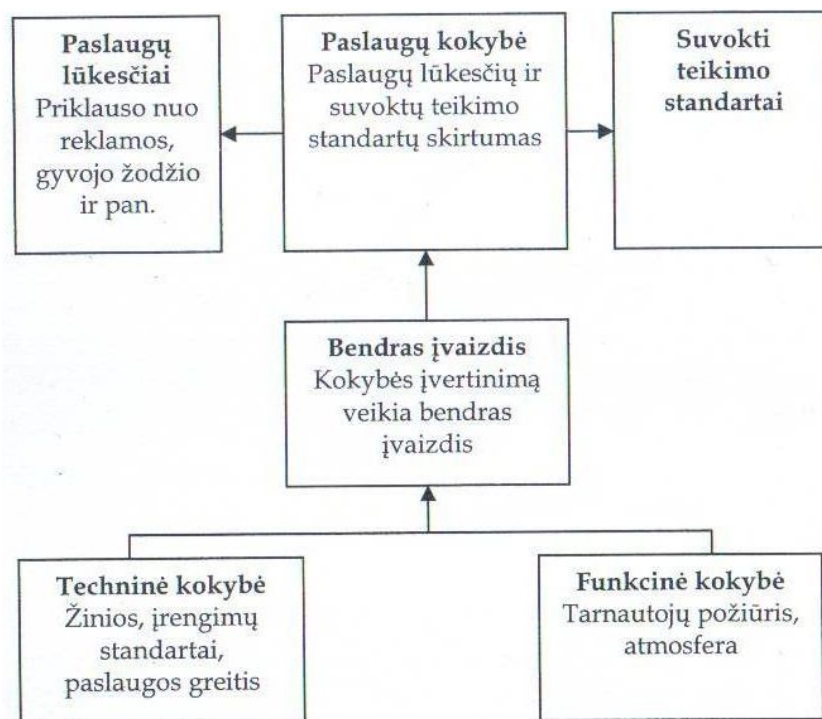 Paslaugų
lūkesčiai
Priklauso nuo
reklamos,
gyvojo žodžio
ir pan.
Paslaugų kokybė
Paslaugų lūkesčių ir
suvoktų teikimo
standartų skirtumas
Suvokti
teikimo
standartai
Bendras įvaizdis
Kokybės įvertinimą
veikia bendras
įvaizdis
Techninė kokybė
Žinios, įrengimų
standartai,
paslaugos greitis
Funkcinė kokybė
Tarnautojų požiūris,
atmosfera